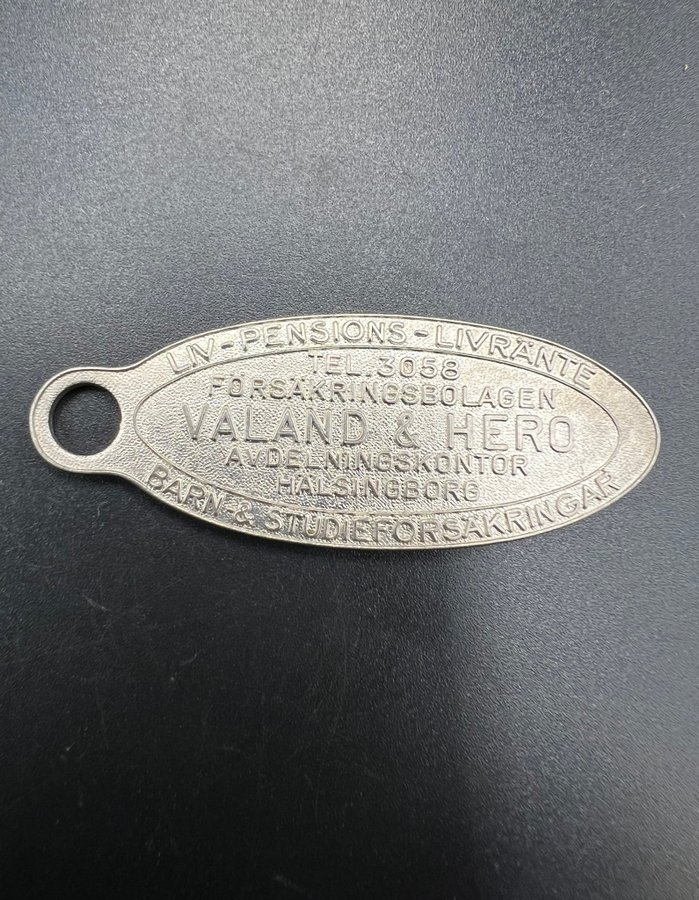 LIV-PENSIONS-LIVRÄNTE
TEL.3058
FÖRSÄKRINGSBOLAGEN
VALAND & HERO
AVDELNINGSKONTOR
HÄLSINGBORG
BARN-& STUDIEFÖRSÄKRINGAR